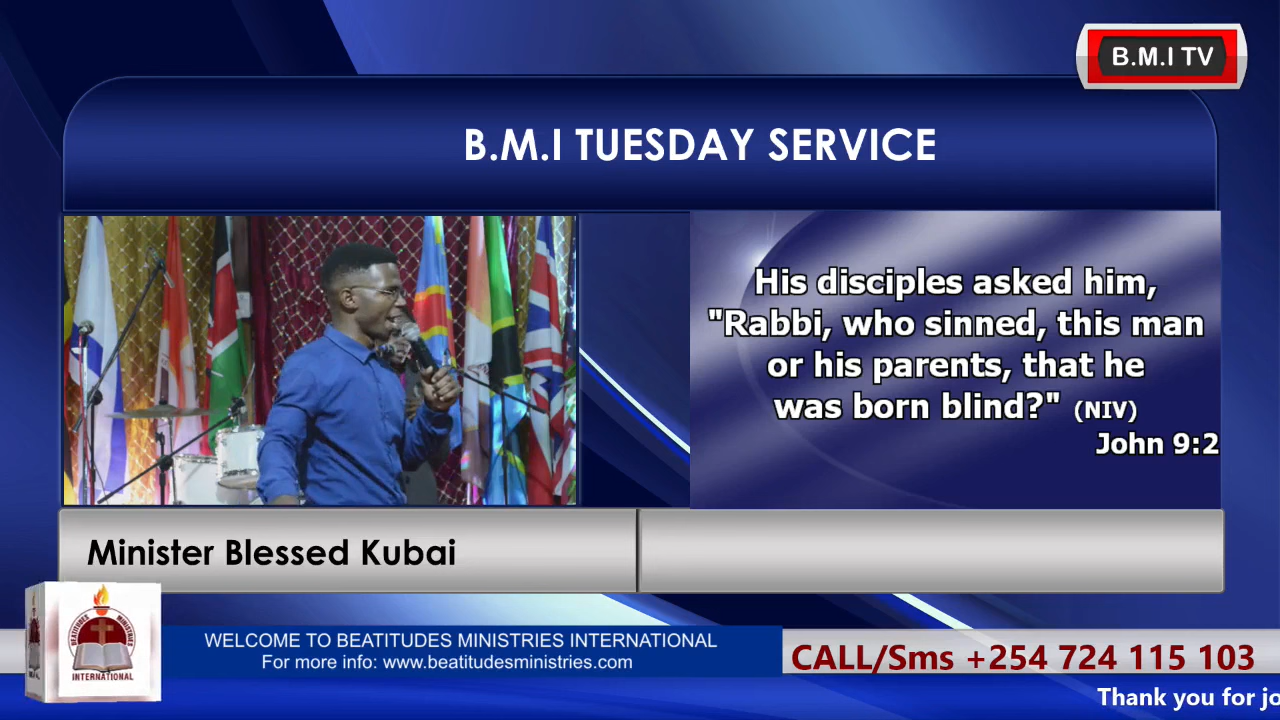 B.M.I TV
B.M.I TUESDAY SERVICE
His disciples asked him,
"Rabbi, who sinned, this man
or his parents, that he
was born blind?" (NIV)
John 9:2
Minister Blessed Kubai
BEATITUDES MINISTRIES
INTERNATIONAL
WELCOME TO BEATITUDES MINISTRIES INTERNATIONAL
For more info: www.beatitudesministries.com
CALL/Sms +254 724 115 103
Thank you for jo